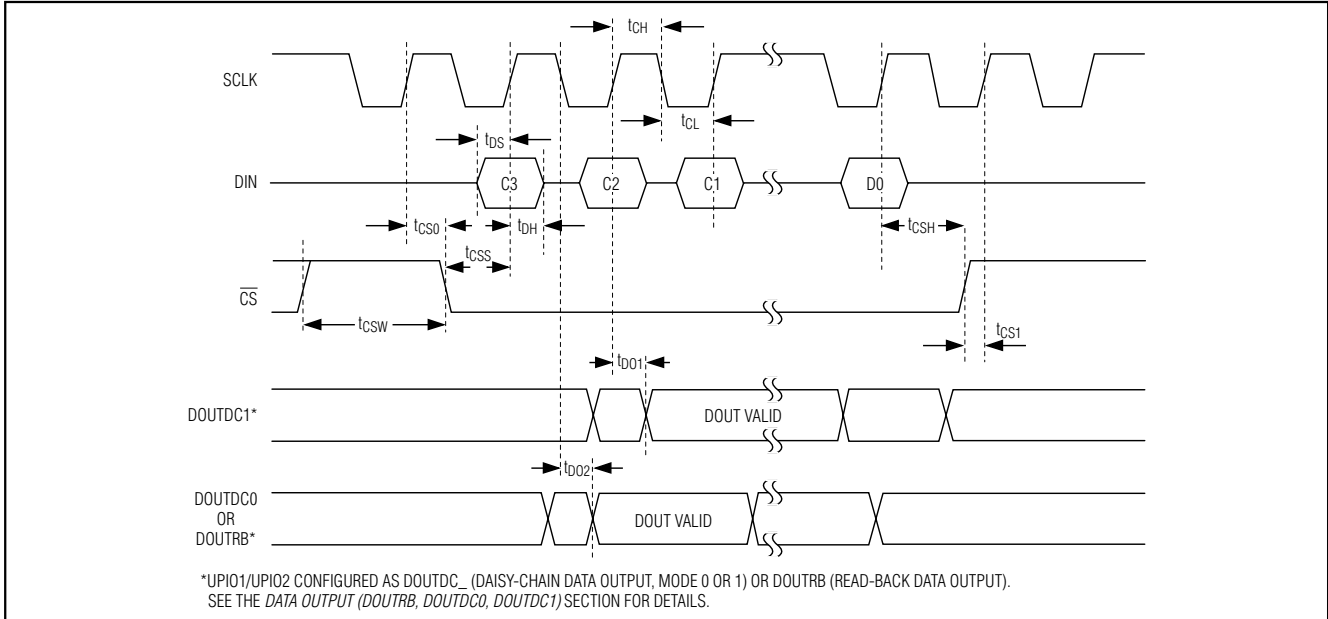 tCH
SCLK
tCL
tDS
DIN
C3
C2
C1
D0
tCS0
tDH
tCSH
tCSS
CS
tCSW
tCS1
tDO1
DOUTDC1*
DOUT VALID
tDO2
DOUTDC0
OR
DOUTRB*
DOUT VALID
*UPIO1/UPIO2 CONFIGURED AS DOUTDC_ (DAISY-CHAIN DATA OUTPUT, MODE 0 OR 1) OR DOUTRB (READ-BACK DATA OUTPUT).
SEE THE DATA OUTPUT (DOUTRB, DOUTDC0, DOUTDC1) SECTION FOR DETAILS.